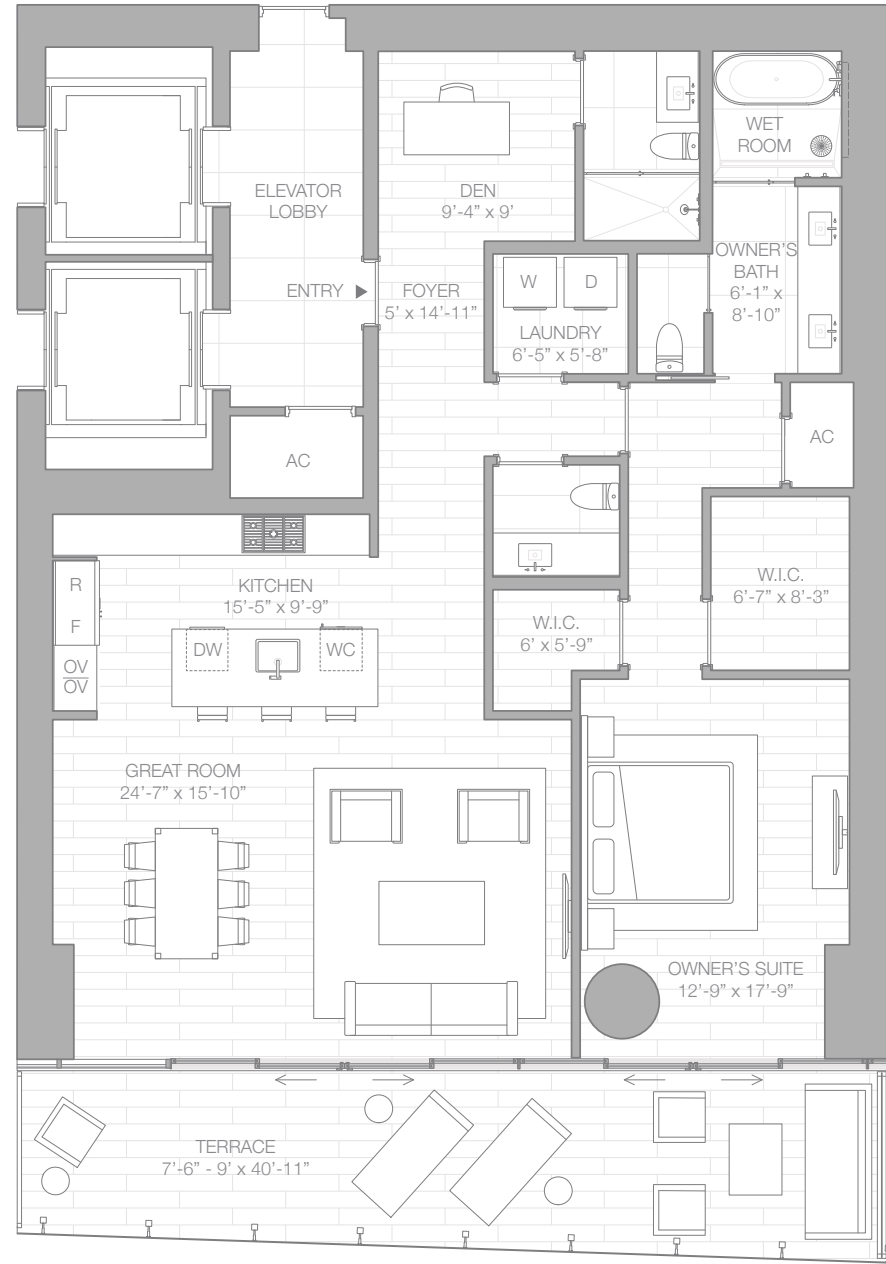 WET
ROOM
ELEVATOR
LOBBY
DEN
9'-4” x 9'
OWNER'S
BATH
6'-1” x
8'-10”
ENTRY
FOYER
5' x 14'-11”
W
D
LAUNDRY
6'-5” x 5'-8”
AC
AC
R
F
OV
OV
KITCHEN
15'-5” x 9'-9”
DW
WC
W.I.C.
6' x 5'-9”
W.I.C.
6'-7” x 8'-3”
GREAT ROOM
24'-7” x 15'-10”
OWNER'S SUITE
12'-9” x 17'-9”
TERRACE
7'-6” - 9' x 40'-11”